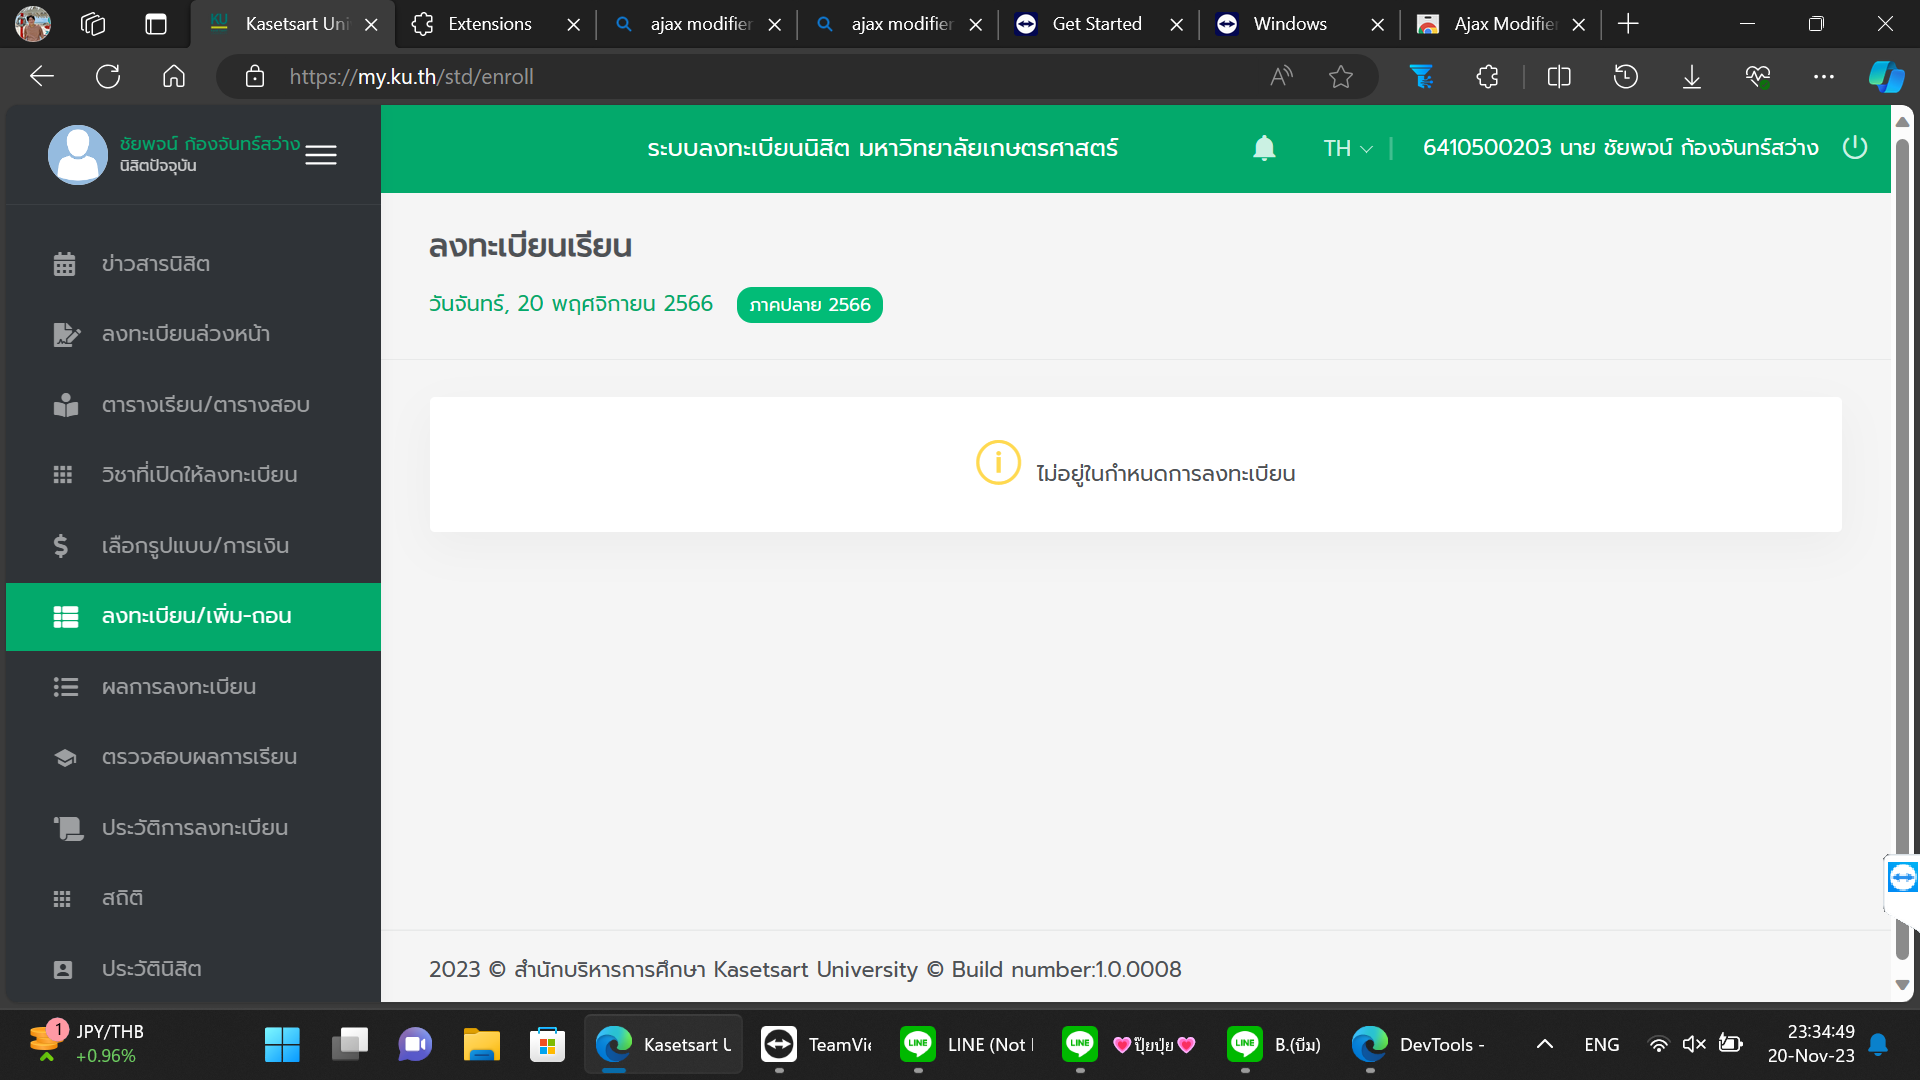 Kasetsart Uni
Extensions
ajax modifier
ajax modifier
Get Started
Windows
Ajax Modifier
https://my.ku.th/std/enroll
ชัยพจน์ ก้องจันทร์สว่าง
นิสิตปัจจุบัน
ระบบลงทะเบียนนิสิต มหาวิทยาลัยเกษตรศาสตร์
TH
6410500203 นาย ชัยพจน์ ก้องจันทร์สว่าง
ข่าวสารนิสิต
ลงทะเบียนล่วงหน้า
ตารางเรียน/ตารางสอบ
วิชาที่เปิดให้ลงทะเบียน
เลือกรูปแบบ/การเงิน
ลงทะเบียน/เพิ่ม-ถอน
ผลการลงทะเบียน
ตรวจสอบผลการเรียน
ประวัติการลงทะเบียน
สถิติ
ประวัตินิสิต
ลงทะเบียนเรียน
วันจันทร์, 20 พฤศจิกายน 2566
ภาคปลาย 2566
ไม่อยู่ในกำหนดการลงทะเบียน
2023 © สำนักบริหารการศึกษา Kasetsart University © Build number:1.0.0008
1
JPY/THB
+0.96%
Kasetsart U
TeamVie
LINE (Not
💗ปุ๊ยปุ่ย💗
B.(บีม)
DevTools -
ENG
23:34:49
20-Nov-23